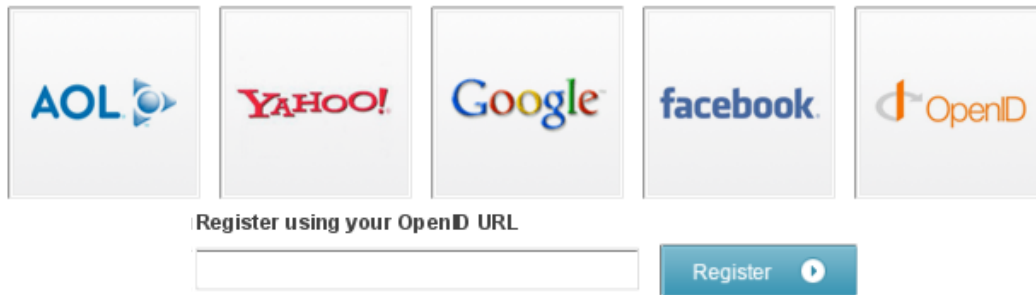 AOL YAHOO! Google facebook. OpenID
Register using your OpenID URL
Register